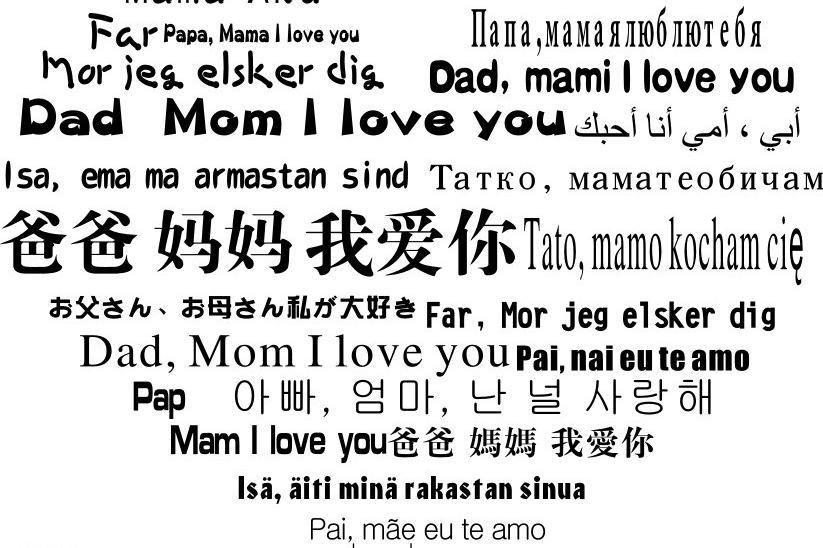 Far Papa, Mama I love you Папа,мамаялюблютебя
Mor jeg elsker dig Dad, mami I love you
Dad Mom I love you أبي ، أمي أنا أحبك
Isa, ema ma armastan sind Татко, маматеобичам
爸爸 妈妈 我爱你 Tato, mamo kocham cię
お父さん、お母さん私が大好き Far, Mor jeg elsker dig
Dad, Mom I love you Pai, nai eu te amo
Pap 아빠, 엄마, 난 널 사랑해
Mam I love you爸爸 媽媽 我愛你
Isä, äiti minä rakastan sinua
Pai, mãe eu te amo